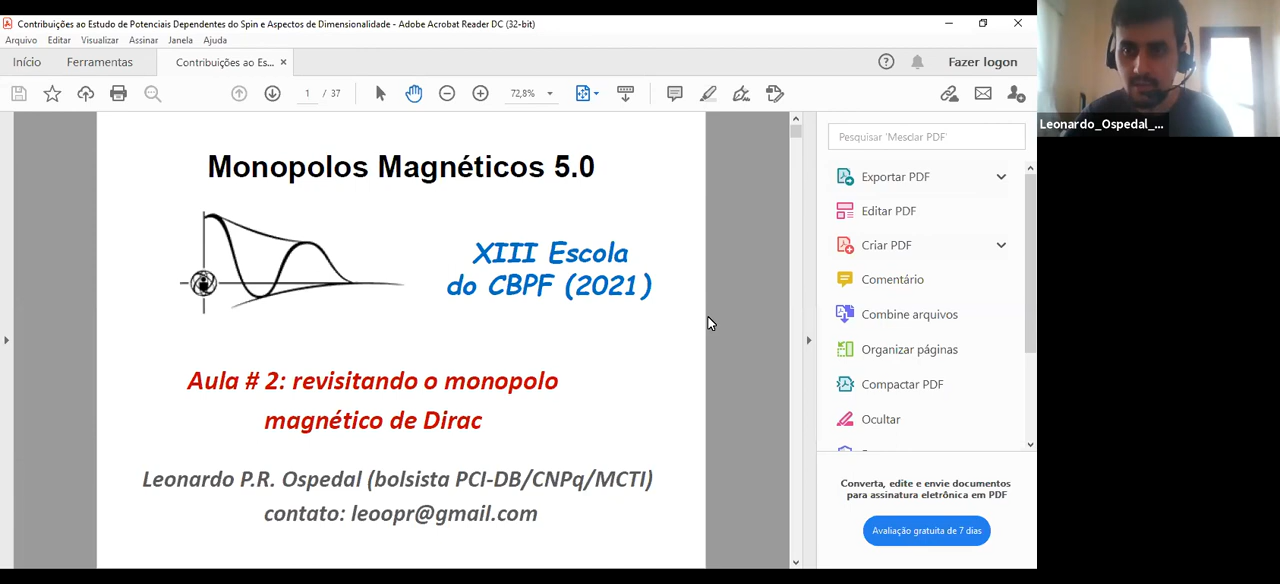 Contribuições ao Estudo de Potenciais Dependentes do Spin e Aspectos de Dimensionalidade - Adobe Acrobat Reader DC (32-bit)
Arquivo Editar Visualizar Assinar Janela Ajuda
Início Ferramentas Contribuições ao Es... ×
Fazer logon
1 / 37 72,8%
Monopolos Magnéticos 5.0
XIII Escola
do CBPF (2021)
Aula # 2: revisitando o monopolo
magnético de Dirac
Leonardo P.R. Ospedal (bolsista PCI-DB/CNPq/MCTI)
contato: leoopr@gmail.com
Pesquisar 'Mesclar PDF'
Exportar PDF
Editar PDF
Criar PDF
Comentário
Combine arquivos
Organizar páginas
Compactar PDF
Ocultar
Converta, edite e envie documentos
para assinatura eletrônica em PDF
Avaliação gratuita de 7 dias
Leonardo_Ospedal_...